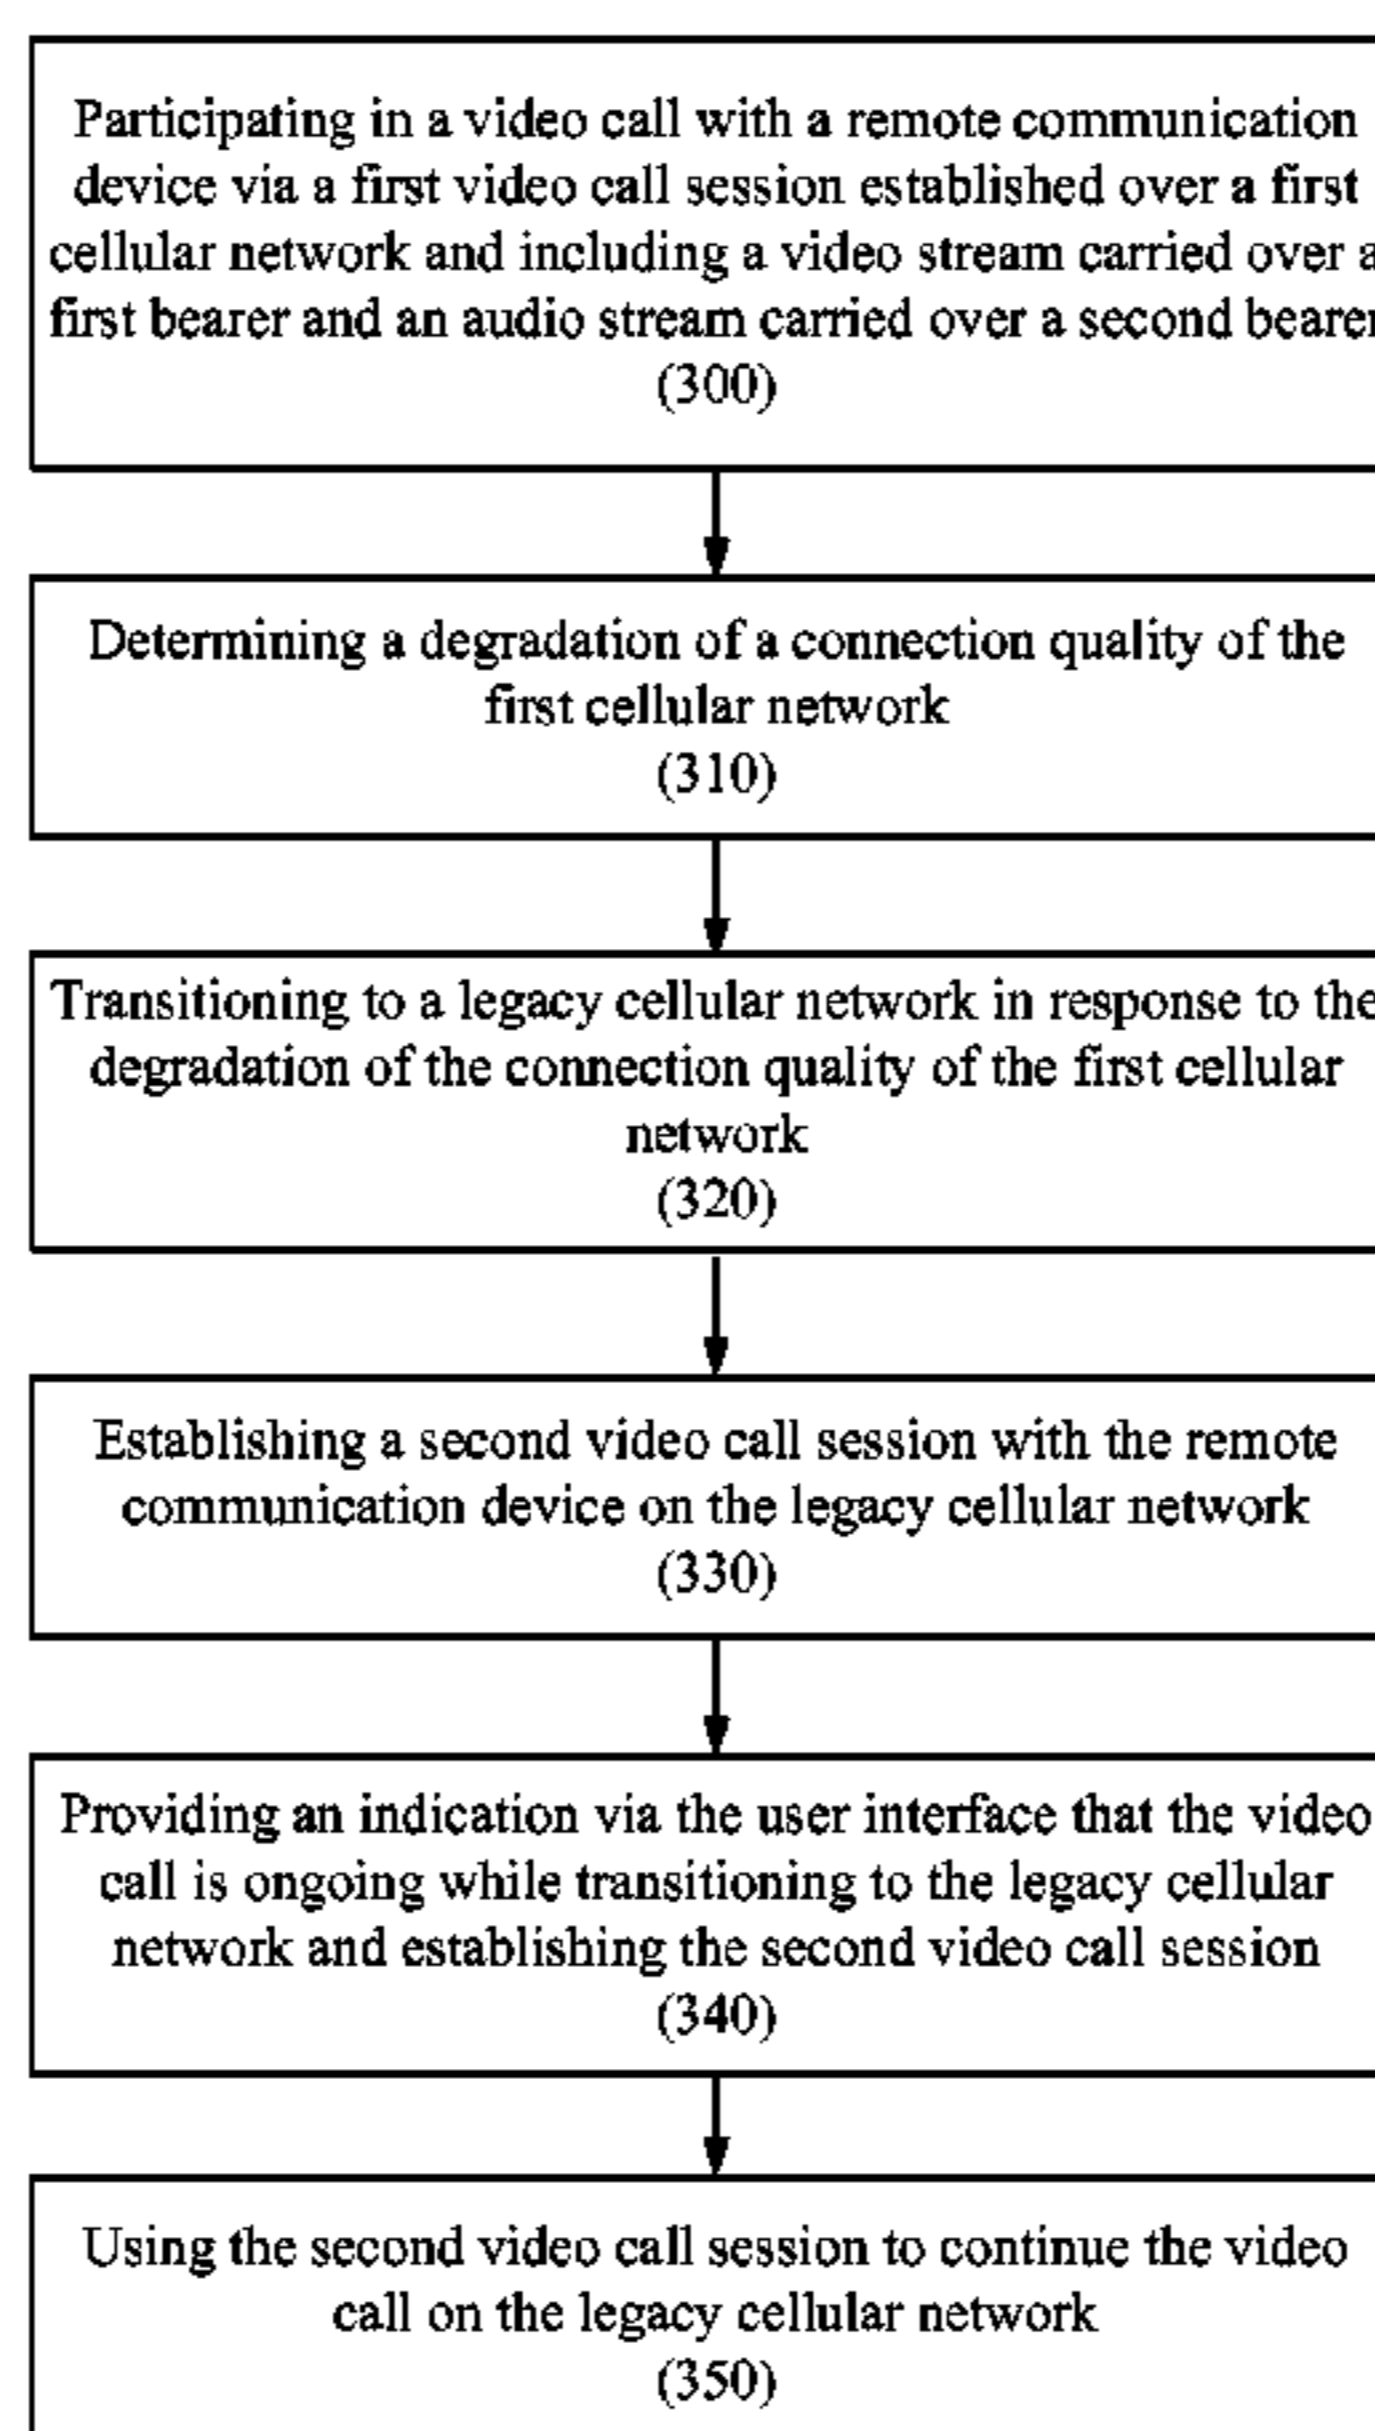 Participating in a video call with a remote communication
device via a first video call session established over a first
cellular network and including a video stream carried over a
first bearer and an audio stream carried over a second bearer
(300)
Determining a degradation of a connection quality of the
first cellular network
(310)
Transitioning to a legacy cellular network in response to the
degradation of the connection quality of the first cellular
network
(320)
Establishing a second video call session with the remote
communication device on the legacy cellular network
(330)
Providing an indication via the user interface that the video
call is ongoing while transitioning to the legacy cellular
network and establishing the second video call session
(340)
Using the second video call session to continue the video
call on the legacy cellular network
(350)